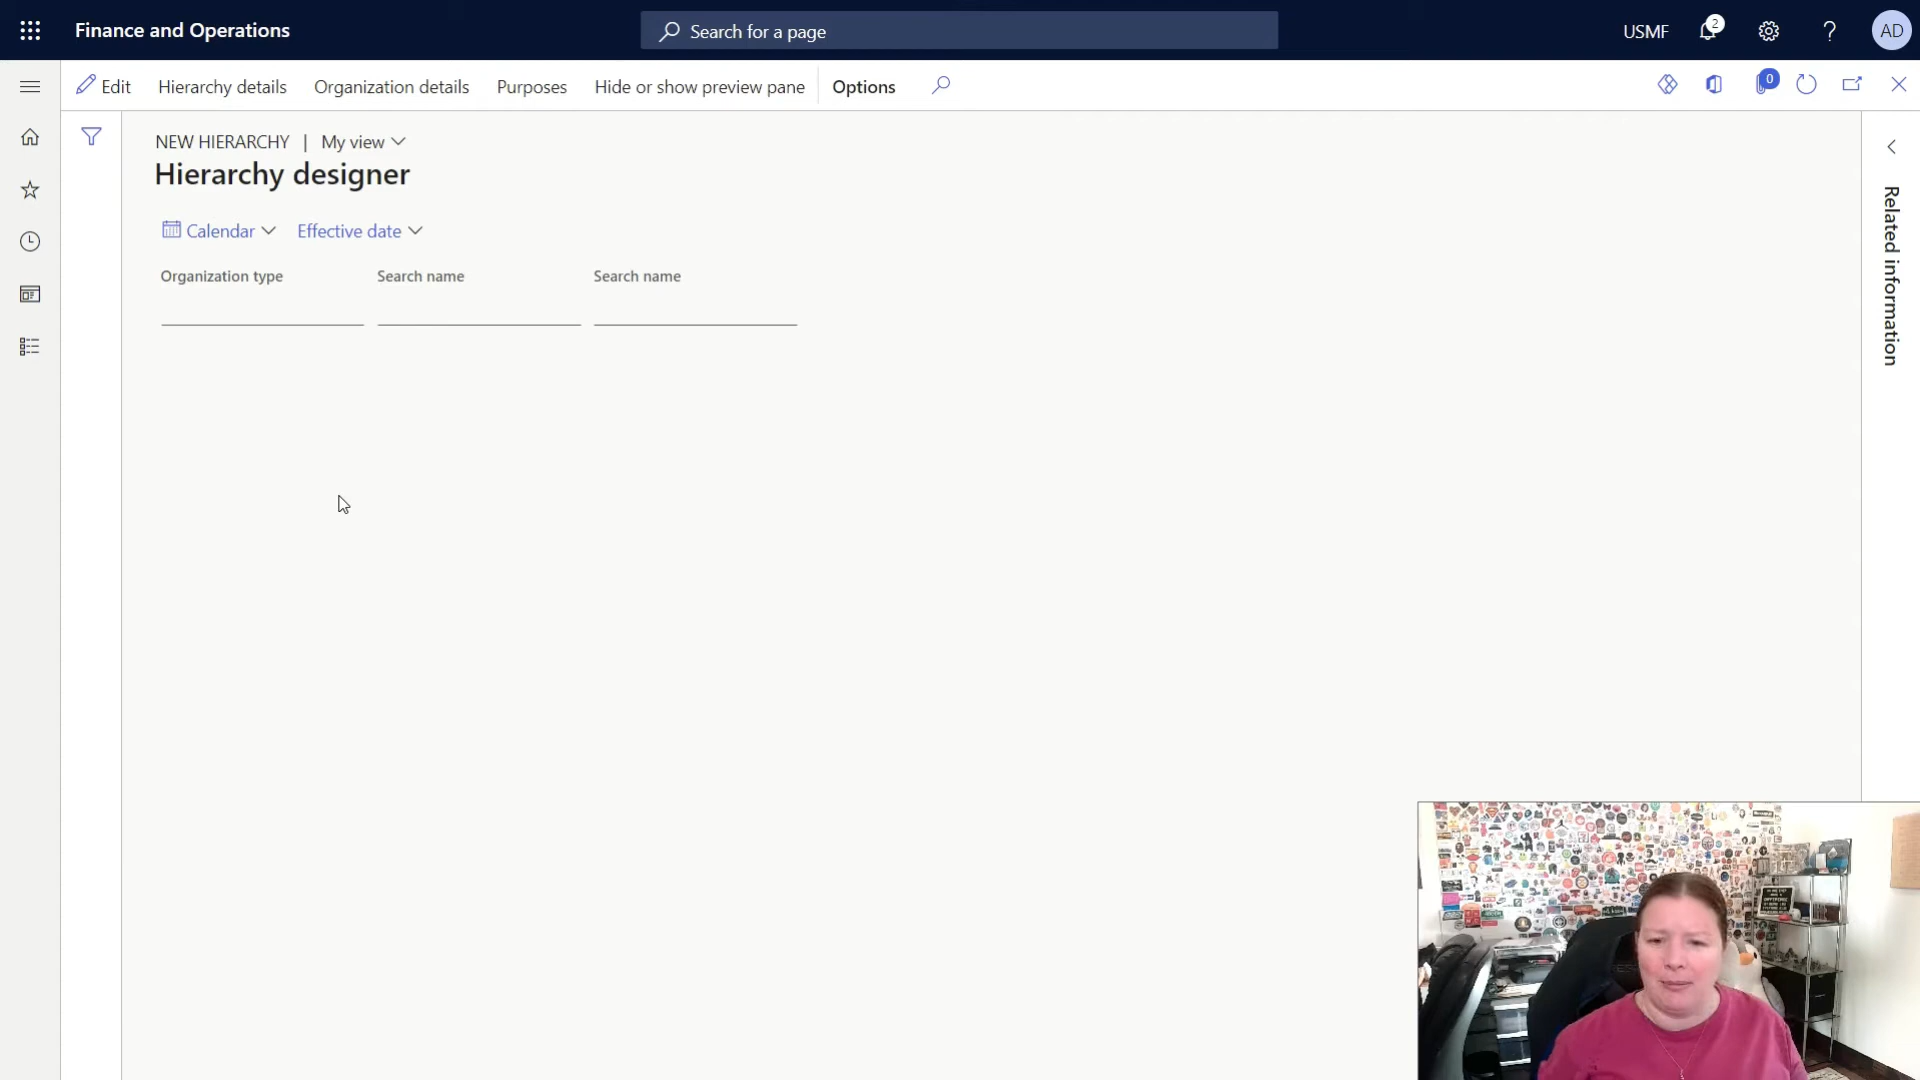 Finance and Operations
Search for a page
USMF
2
AD
Edit
Hierarchy details
Organization details
Purposes
Hide or show preview pane
Options
0
NEW HIERARCHY | My view
Hierarchy designer
Calendar
Effective date
Organization type
Search name
Search name
Related information